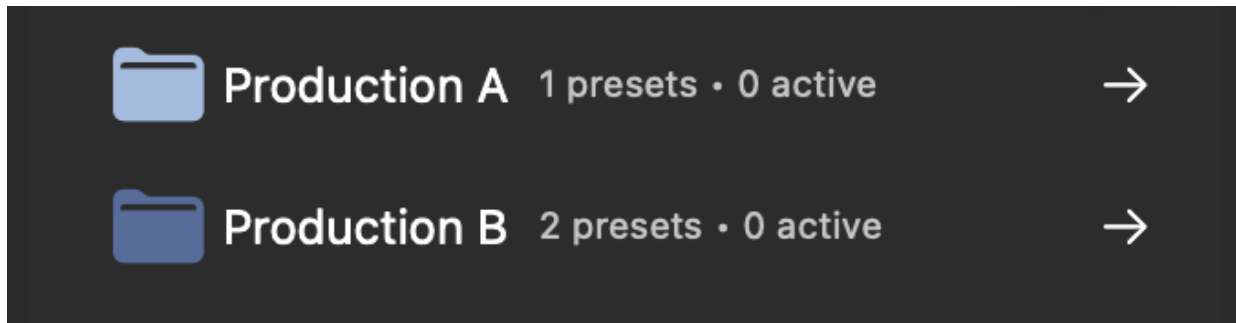 Production A 1 presets • 0 active
Production B 2 presets • 0 active